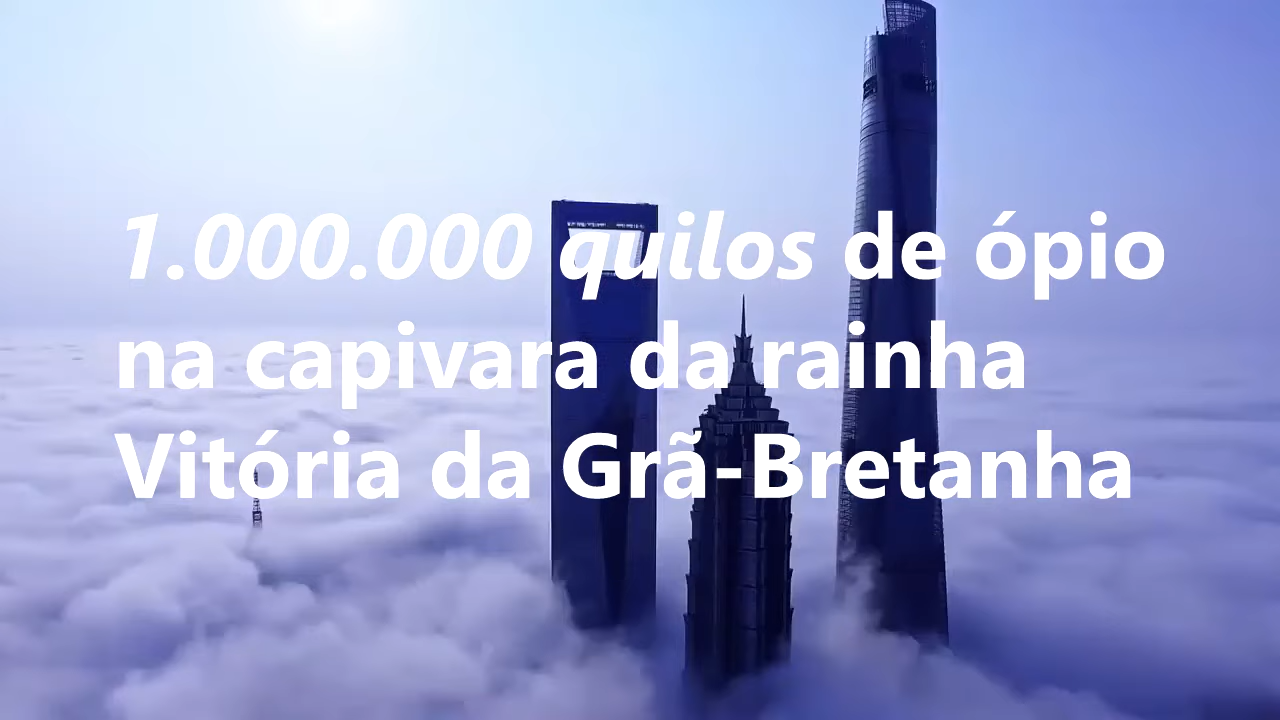 1.000.000 quilos de ópio
na capivara da rainha
Vitória da Grã-Bretanha